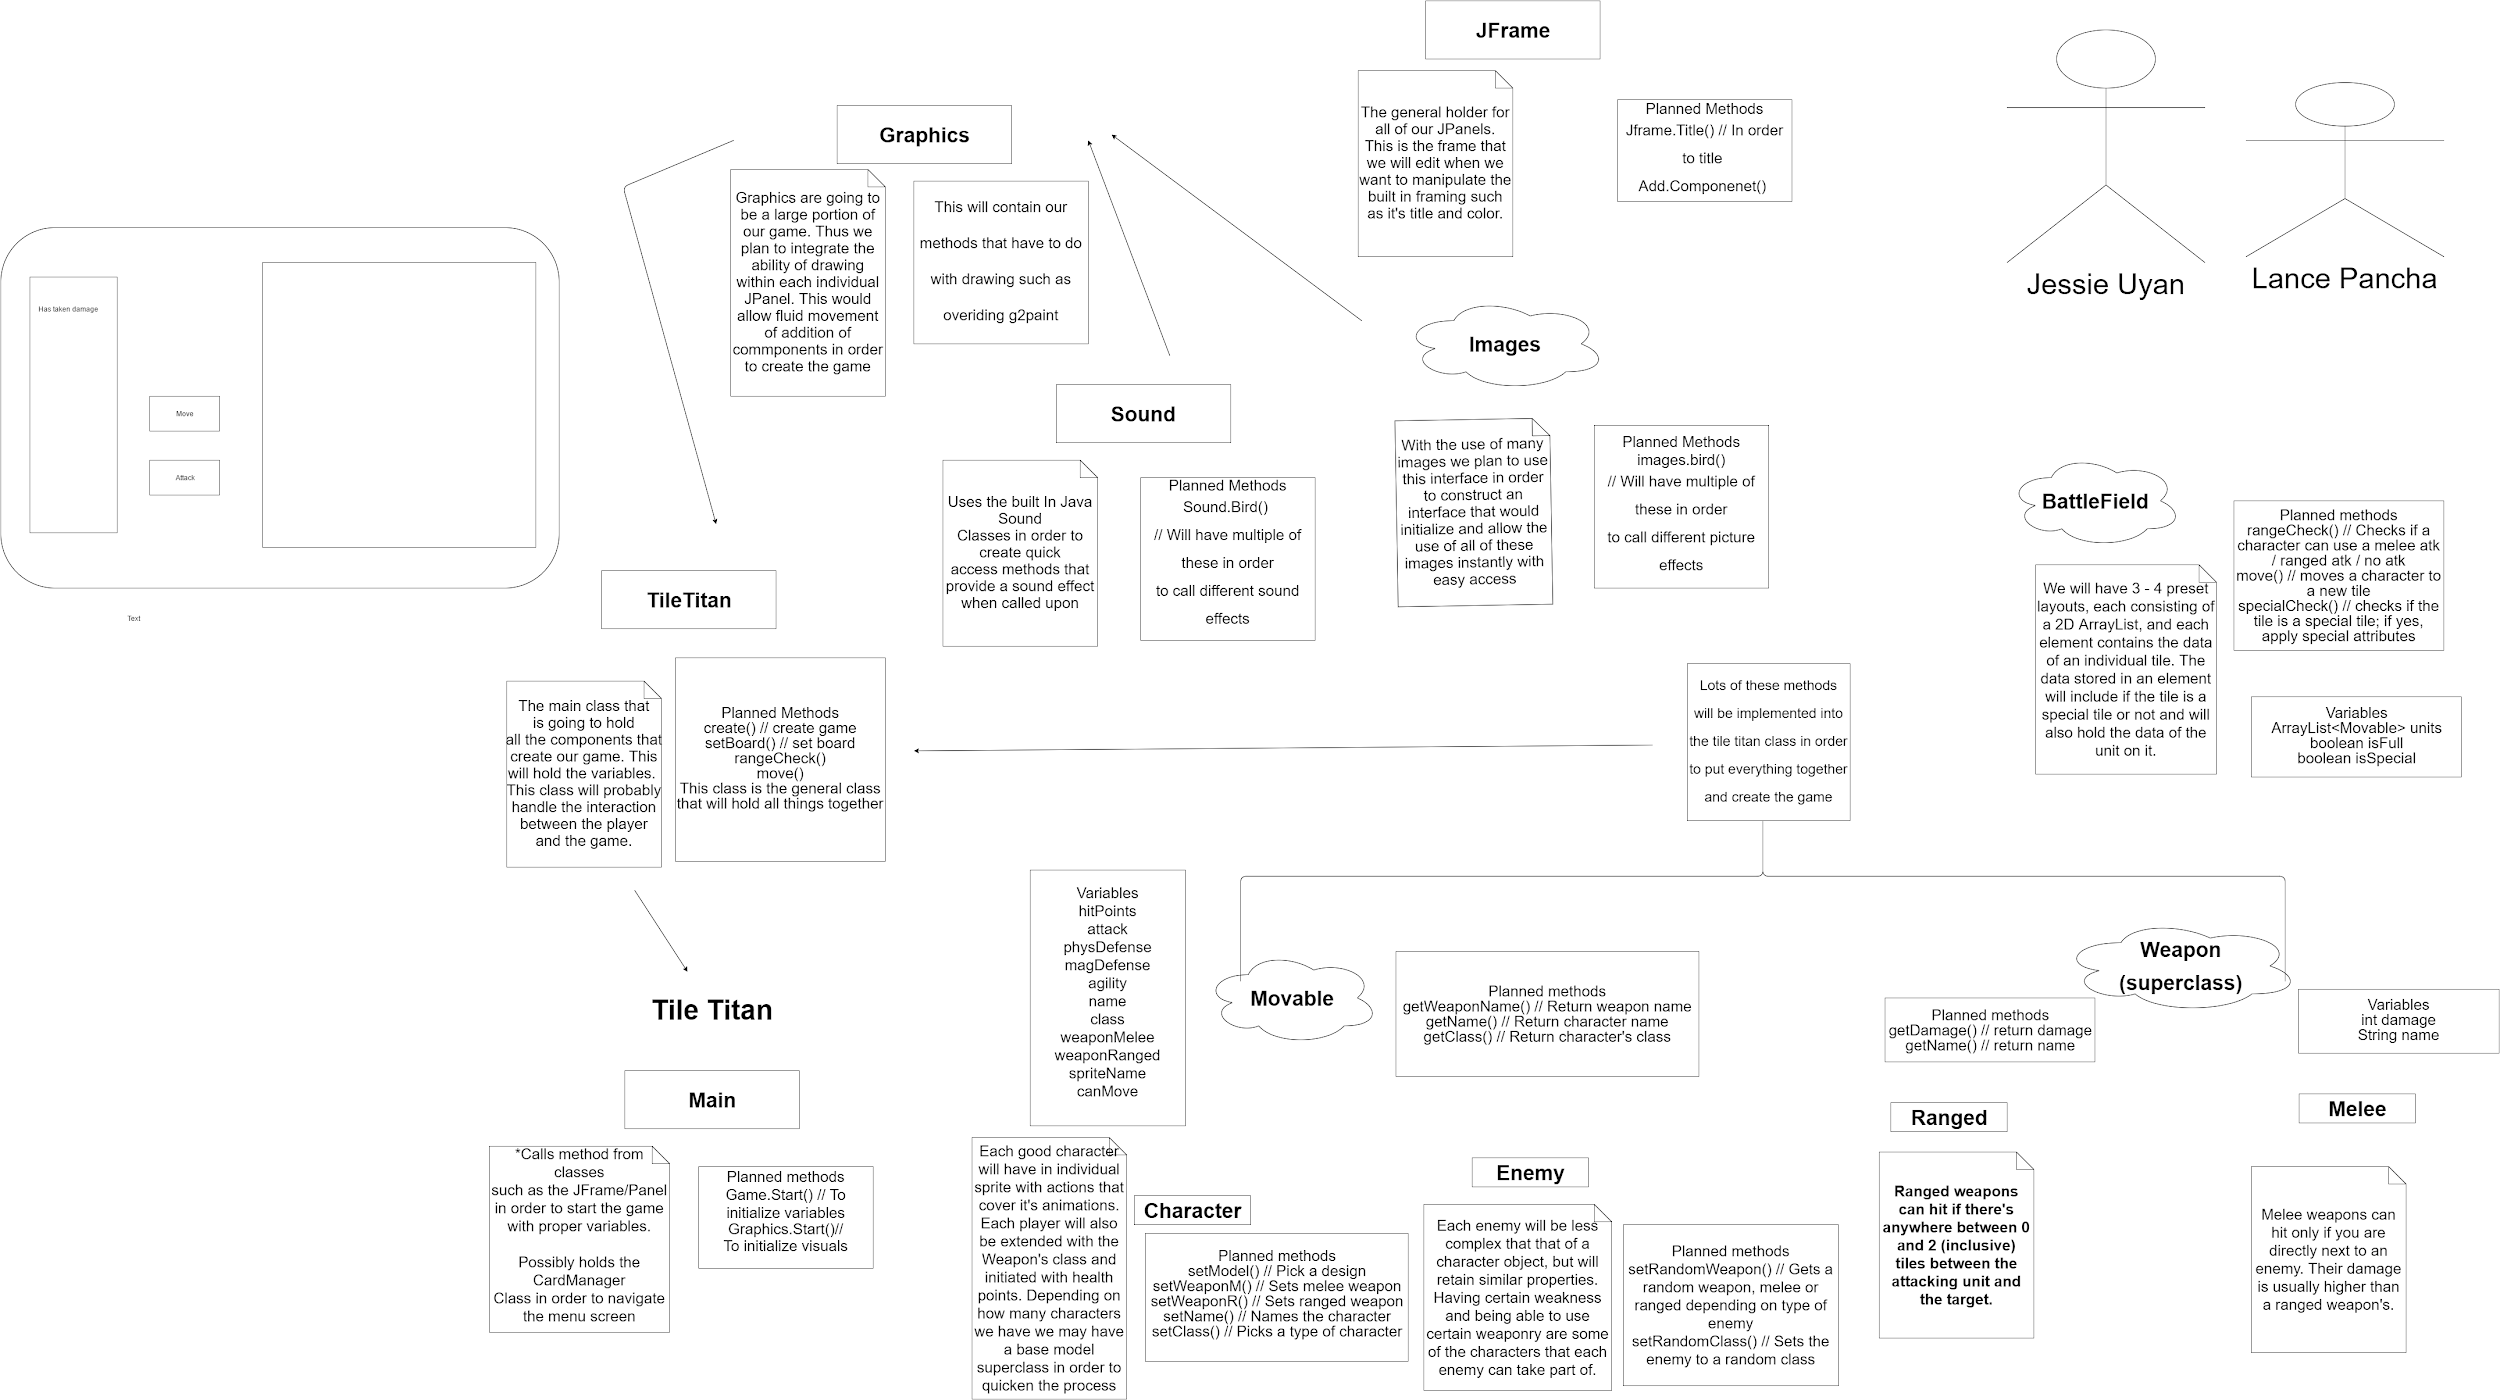 JFrame
The general holder for
all of our JPanels.
This is the frame that
we will edit when we
want to manipulate the
built in framing such
as it's title and color.
Planned Methods
Jframe.Title() // In order
to title
Add.Componenet()
Jessie Uyan
Lance Pancha
Graphics
Graphics are going to
be a large portion of
our game. Thus we
plan to integrate the
ability of drawing
within each individual
JPanel. This would
allow fluid movement
of addition of
commponents in order
to create the game
This will contain our
methods that have to do
with drawing such as
overiding g2paint
Has taken damage
Move
Attack
Text
Images
With the use of many
images we plan to use
this interface in order
to construct an
interface that would
initialize and allow the
use of all of these
images instantly with
easy access
Planned Methods
images.bird()
// Will have multiple of
these in order
to call different picture
effects
Sound
Uses the built In Java
Sound
Classes in order to
create quick
access methods that
provide a sound effect
when called upon
Planned Methods
Sound.Bird()
// Will have multiple of
these in order
to call different sound
effects
BattleField
We will have 3 - 4 preset
layouts, each consisting of
a 2D ArrayList, and each
element contains the data
of an individual tile. The
data stored in an element
will include if the tile is a
special tile or not and will
also hold the data of the
unit on it.
Planned methods
rangeCheck() // Checks if a
character can use a melee atk
/ ranged atk / no atk
move() // moves a character to
a new tile
specialCheck() // checks if the
tile is a special tile; if yes,
apply special attributes
Variables
ArrayList<Movable> units
boolean isFull
boolean isSpecial
TileTitan
The main class that
is going to hold
all the components that
create our game. This
will hold the variables.
This class will probably
handle the interaction
between the player
and the game.
Planned Methods
create() // create game
setBoard() // set board
rangeCheck()
move()
This class is the general class
that will hold all things together
Lots of these methods
will be implemented into
the tile titan class in order
to put everything together
and create the game
Tile Titan
Main
*Calls method from
classes
such as the JFrame/Panel
in order to start the game
with proper variables.
Possibly holds the
CardManager
Class in order to navigate
the menu screen
Planned methods
Game.Start() // To
initialize variables
Graphics.Start()//
To initialize visuals
Variables
hitPoints
attack
physDefense
magDefense
agility
name
class
weaponMelee
weaponRanged
spriteName
canMove
Movable
Planned methods
getWeaponName() // Return weapon name
getName() // Return character name
getClass() // Return character's class
Weapon
(superclass)
Planned methods
getDamage() // return damage
getName() // return name
Variables
int damage
String name
Each good character
will have in individual
sprite with actions that
cover it's animations.
Each player will also
be extended with the
Weapon's class and
initiated with health
points. Depending on
how many characters
we have we may have
a base model
superclass in order to
quicken the process
Character
Planned methods
setModel() // Pick a design
setWeaponM() // Sets melee weapon
setWeaponR() // Sets ranged weapon
setName() // Names the character
setClass() // Picks a type of character
Enemy
Each enemy will be less
complex that that of a
character object, but will
retain similar properties.
Having certain weakness
and being able to use
certain weaponry are some
of the characters that each
enemy can take part of.
Planned methods
setRandomWeapon() // Gets a
random weapon, melee or
ranged depending on type of
enemy
setRandomClass() // Sets the
enemy to a random class
Ranged
Ranged weapons
can hit if there's
anywhere between 0
and 2 (inclusive)
tiles between the
attacking unit and
the target.
Melee
Melee weapons can
hit only if you are
directly next to an
enemy. Their damage
is usually higher than
a ranged weapon's.